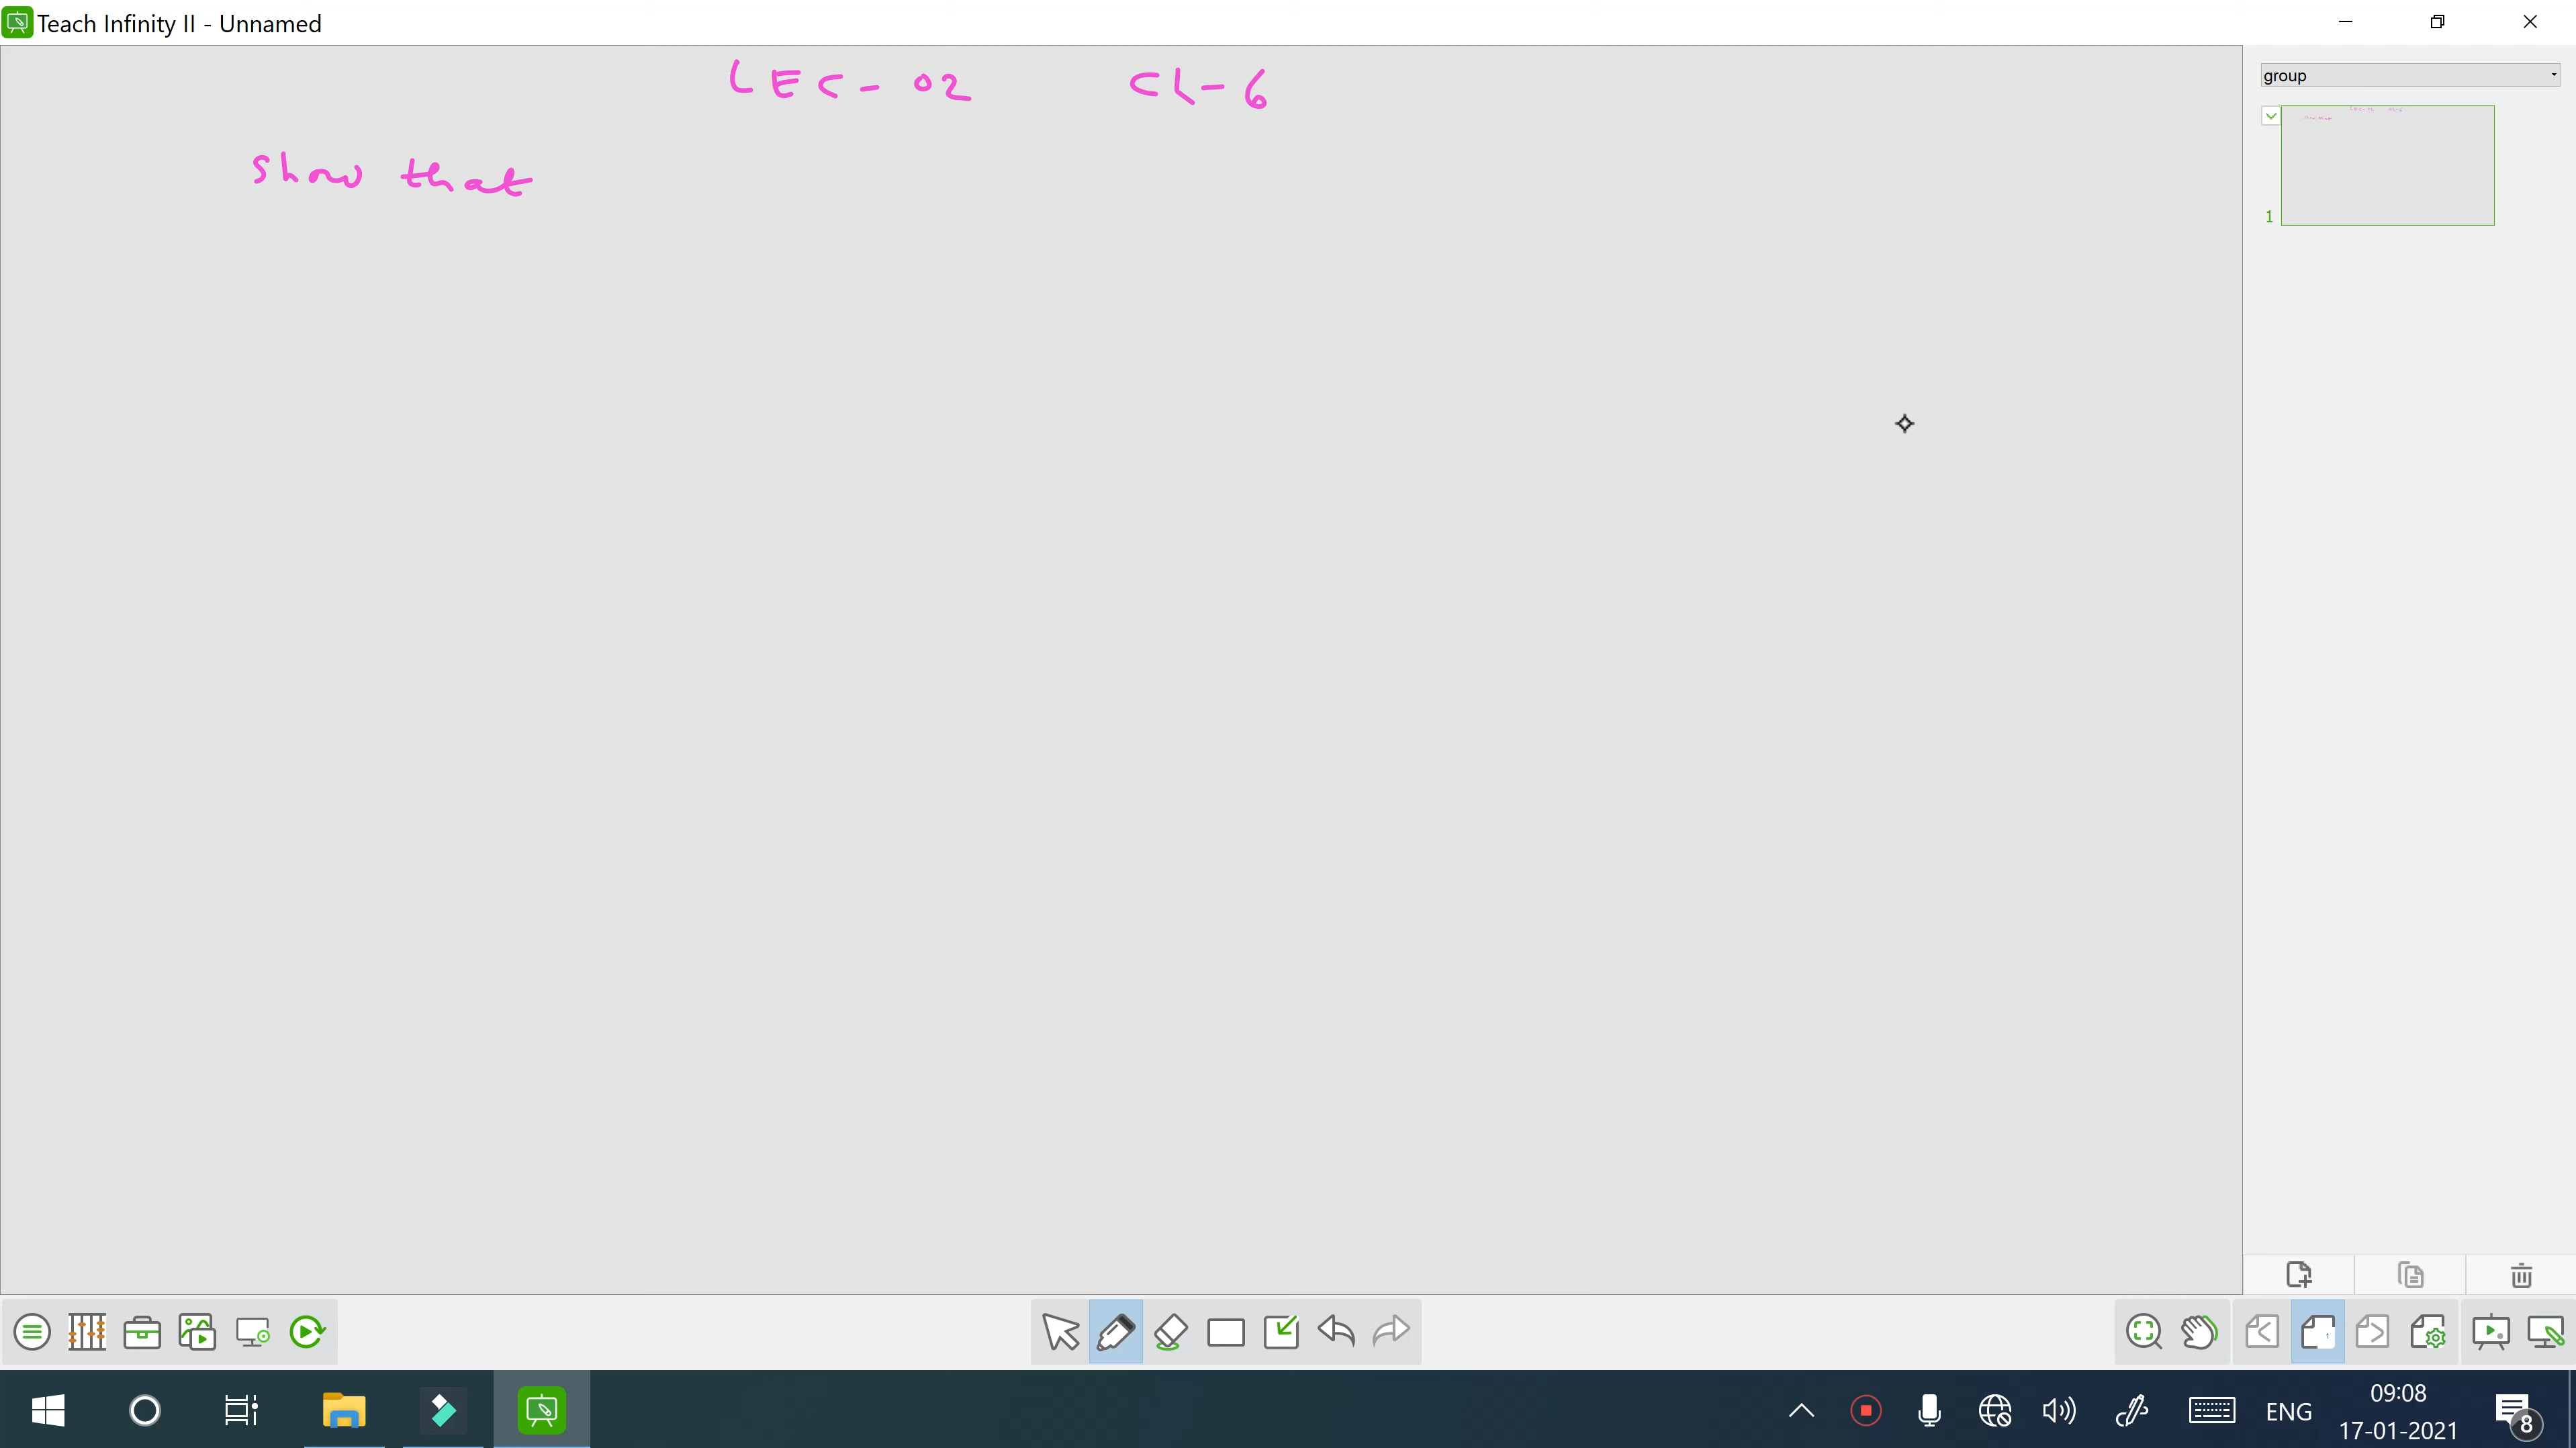 Teach Infinity II - Unnamed
LEC - 02 CL-6
group
show that
1
ENG
09:08
17-01-2021
8